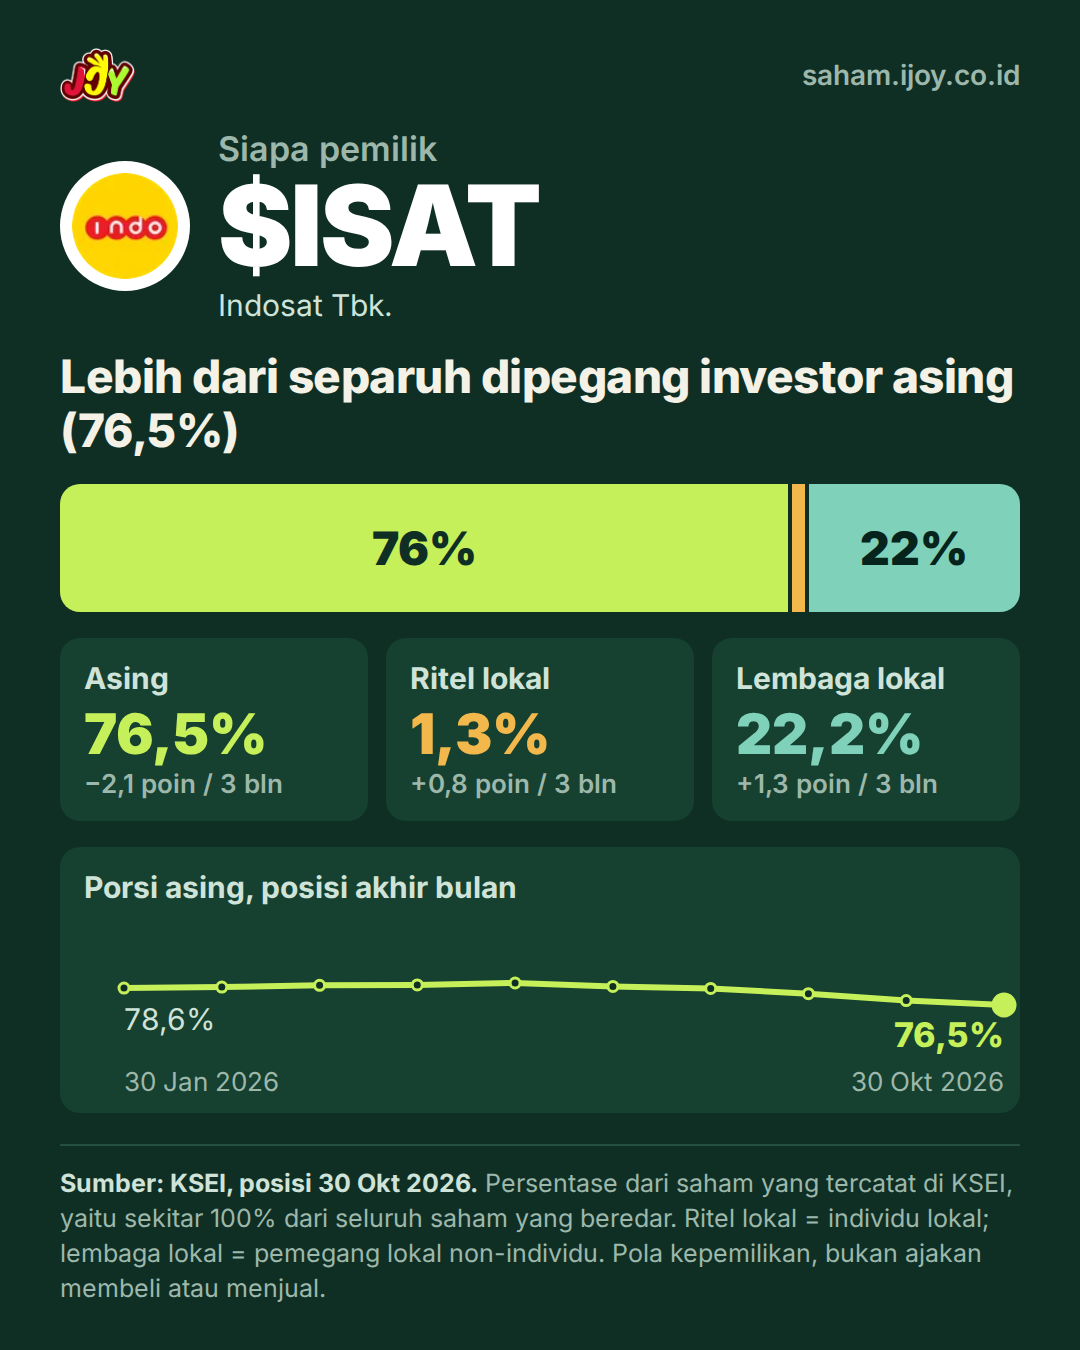 JOY
saham.ijoy.co.id
Siapa pemilik
indo
$ISAT
Indosat Tbk.
Lebih dari separuh dipegang investor asing
(76,5%)
76%
22%
Asing
76,5%
−2,1 poin / 3 bln
Ritel lokal
1,3%
+0,8 poin / 3 bln
Lembaga lokal
22,2%
+1,3 poin / 3 bln
Porsi asing, posisi akhir bulan
78,6%
76,5%
30 Jan 2026
30 Okt 2026
Sumber: KSEI, posisi 30 Okt 2026. Persentase dari saham yang tercatat di KSEI,
yaitu sekitar 100% dari seluruh saham yang beredar. Ritel lokal = individu lokal;
lembaga lokal = pemegang lokal non-individu. Pola kepemilikan, bukan ajakan
membeli atau menjual.